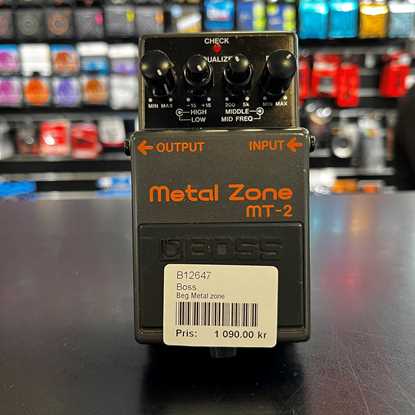 CHECK
EQUALIZER
MIN MAX -15 +15 200 5k MIN MAX
HIGH MIDDLE
LOW MID FREQ
OUTPUT INPUT
Metal Zone
MT-2
BOSS
B12647
Boss
Beg Metal zone
Pris: 1 090.00 kr